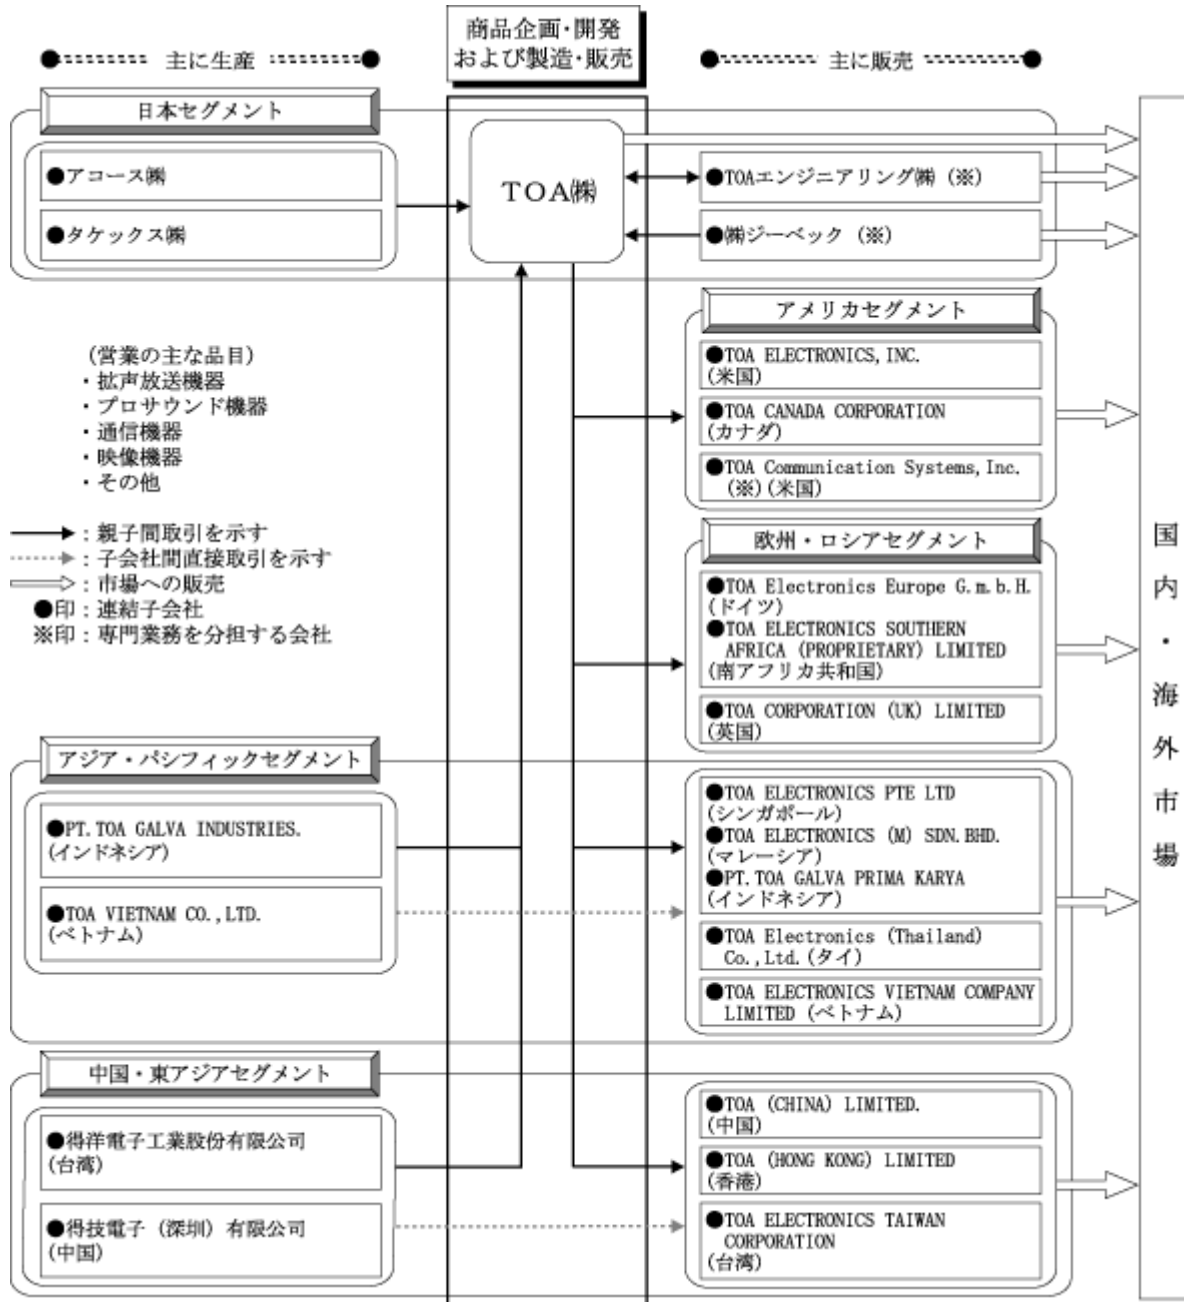 商品企画・開発
および製造・販売
●主に生産●
●主に販売●
日本セグメント
●アコース㈱
●タケックス㈱
TOA㈱
●TOAエンジニアリング㈱ (※)
●㈱ジーベック (※)
アメリカセグメント
●TOA ELECTRONICS, INC.
(米国)
●TOA CANADA CORPORATION
(カナダ)
●TOA Communication Systems, Inc.
(※) (米国)
(営業の主な品目)
・拡声放送機器
・プロサウンド機器
・通信機器
・映像機器
・その他
：親子間取引を示す
：子会社間直接取引を示す
：市場への販売
●印：連結子会社
※印：専門業務を分担する会社
欧州・ロシアセグメント
●TOA Electronics Europe G.m.b.H.
(ドイツ)
●TOA ELECTRONICS SOUTHERN
AFRICA (PROPRIETARY) LIMITED
(南アフリカ共和国)
●TOA CORPORATION (UK) LIMITED
(英国)
アジア・パシフィックセグメント
●PT. TOA GALVA INDUSTRIES.
(インドネシア)
●TOA VIETNAM CO., LTD.
(ベトナム)
●TOA ELECTRONICS PTE LTD
(シンガポール)
●TOA ELECTRONICS (M) SDN. BHD.
(マレーシア)
●PT. TOA GALVA PRIMA KARYA
(インドネシア)
●TOA Electronics (Thailand)
Co., Ltd. (タイ)
●TOA ELECTRONICS VIETNAM COMPANY
LIMITED (ベトナム)
中国・東アジアセグメント
●得洋電子工業股份有限公司
(台湾)
●得技電子（深圳）有限公司
(中国)
●TOA (CHINA) LIMITED.
(中国)
●TOA (HONG KONG) LIMITED
(香港)
●TOA ELECTRONICS TAIWAN
CORPORATION
(台湾)
国内・海外市場